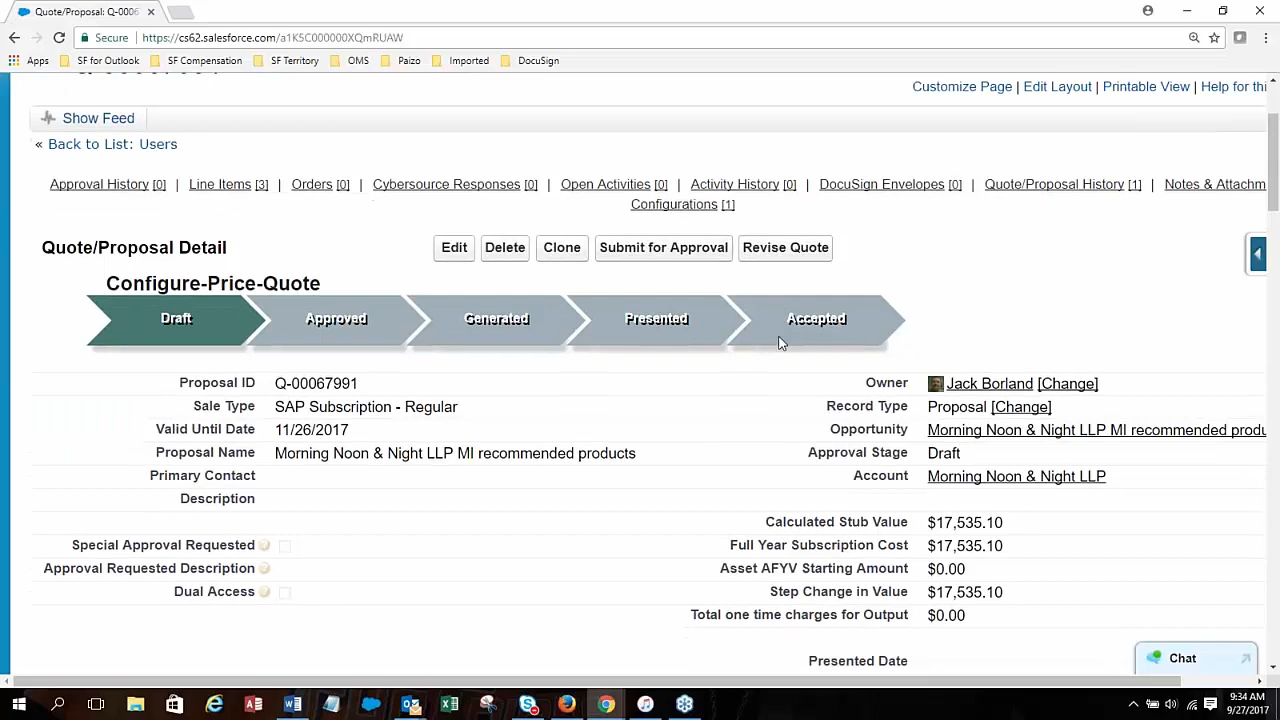 Quote/Proposal: Q-0006
Secure https://cs62.salesforce.com/a1K5C000000XQmRUAW
Apps SF for Outlook SF Compensation SF Territory OMS Paizo Imported DocuSign
Customize Page | Edit Layout | Printable View | Help for thi
Show Feed
« Back to List: Users
Approval History [0] | Line Items [3] | Orders [0] | Cybersource Responses [0] | Open Activities [0] | Activity History [0] | DocuSign Envelopes [0] | Quote/Proposal History [1] | Notes & Attachm
Configurations [1]
Quote/Proposal Detail Edit Delete Clone Submit for Approval Revise Quote
Configure-Price-Quote
Draft Approved Generated Presented Accepted
Proposal ID Q-00067991 Owner Jack Borland [Change]
Sale Type SAP Subscription - Regular Record Type Proposal [Change]
Valid Until Date 11/26/2017 Opportunity Morning Noon & Night LLP MI recommended produ
Proposal Name Morning Noon & Night LLP MI recommended products Approval Stage Draft
Primary Contact Account Morning Noon & Night LLP
Description
Calculated Stub Value $17,535.10
Special Approval Requested Full Year Subscription Cost $17,535.10
Approval Requested Description Asset AFYV Starting Amount $0.00
Dual Access Step Change in Value $17,535.10
Total one time charges for Output $0.00
Presented Date
Chat
9:34 AM
9/27/2017